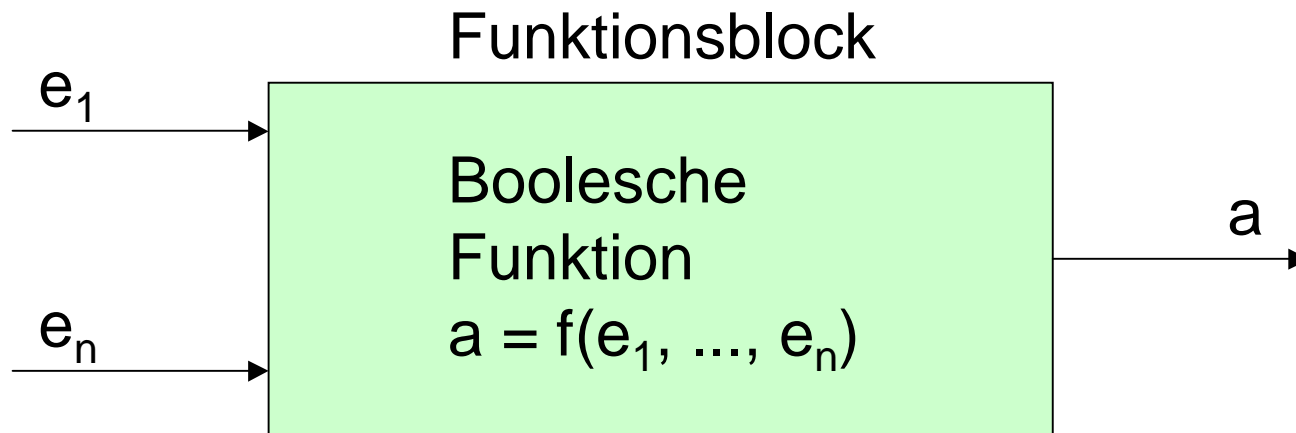 Funktionsblock
e₁
Boolesche
Funktion
a
eₙ
a = f(e₁, ..., eₙ)